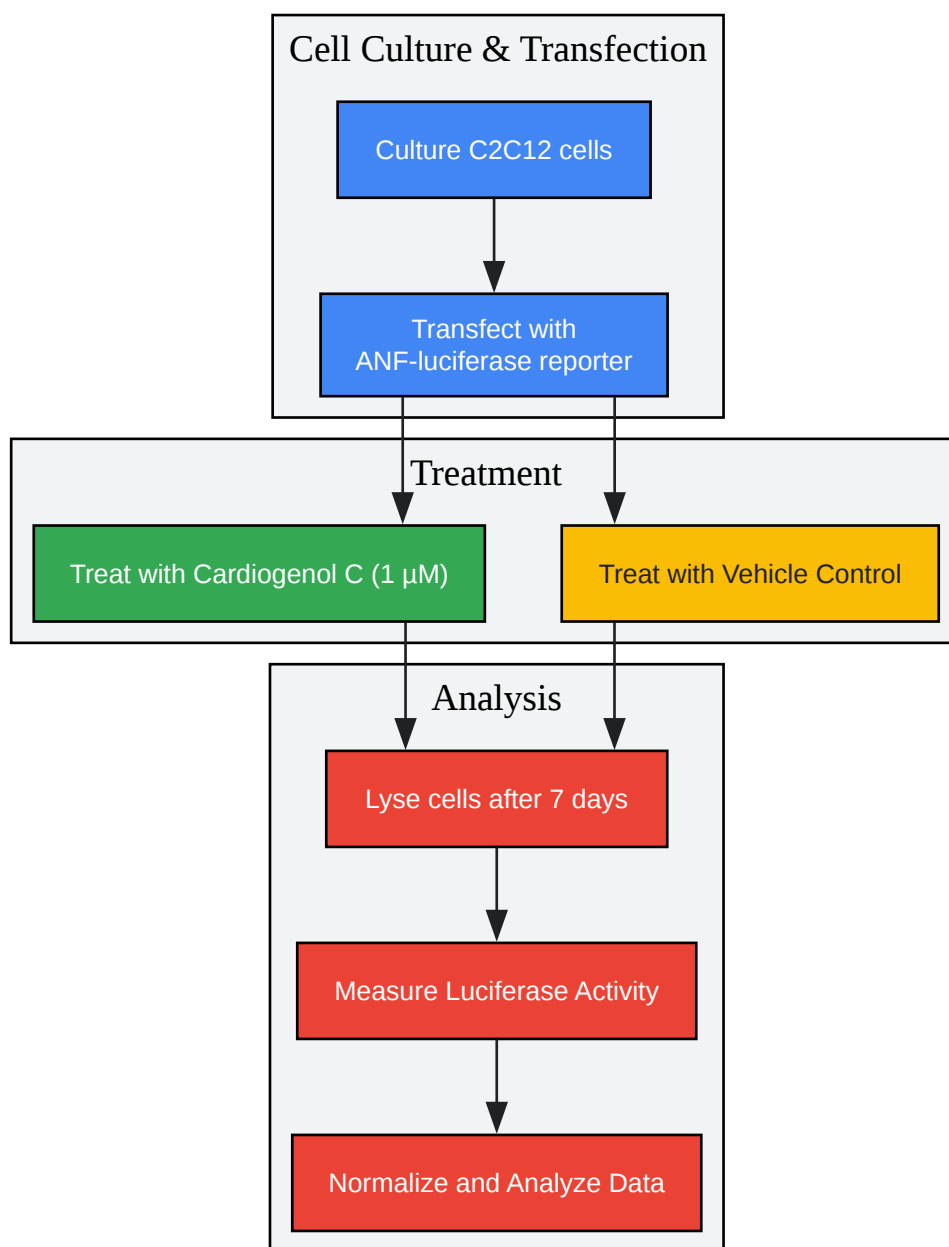 Cell Culture & Transfection
Culture C2C12 cells
Transfect with
ANF-luciferase reporter
Treatment
Treat with Cardiogenol C (1 µM)
Treat with Vehicle Control
Analysis
Lyse cells after 7 days
Measure Luciferase Activity
Normalize and Analyze Data